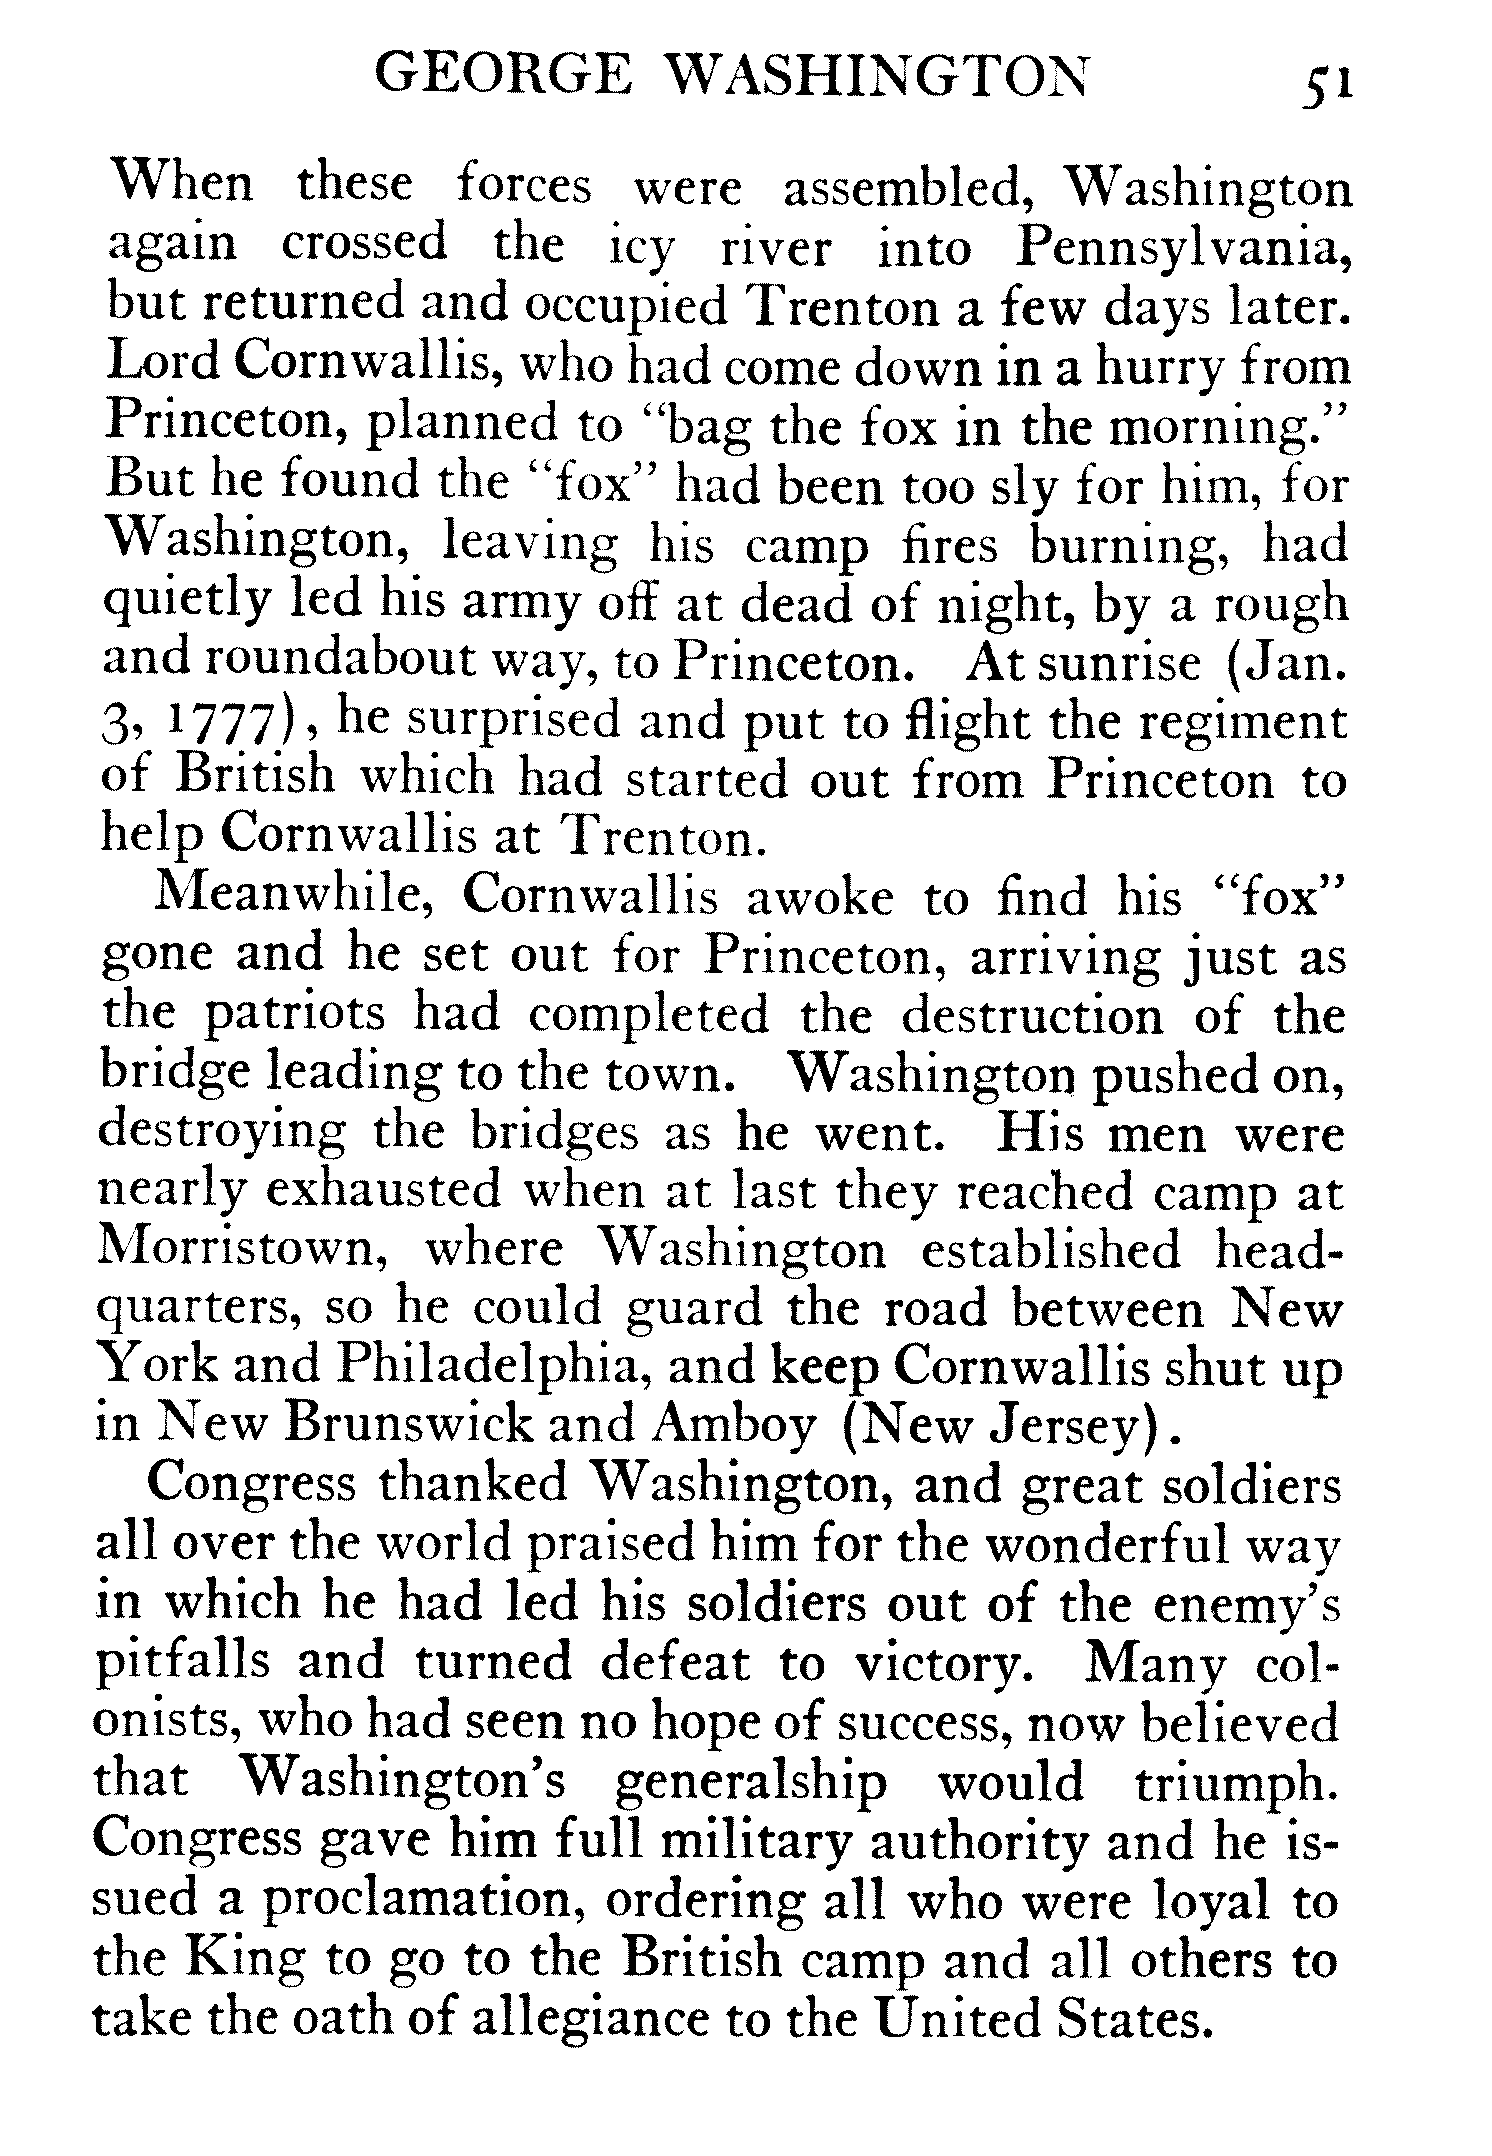 GEORGE WASHINGTON 51
When these forces were assembled, Washington
again crossed the icy river into Pennsylvania,
but returned and occupied Trenton a few days later.
Lord Cornwallis, who had come down in a hurry from
Princeton, planned to “bag the fox in the morning.”
But he found the “fox” had been too sly for him, for
Washington, leaving his camp fires burning, had
quietly led his army off at dead of night, by a rough
and roundabout way, to Princeton. At sunrise (Jan.
3, 1777), he surprised and put to flight the regiment
of British which had started out from Princeton to
help Cornwallis at Trenton.
Meanwhile, Cornwallis awoke to find his “fox”
gone and he set out for Princeton, arriving just as
the patriots had completed the destruction of the
bridge leading to the town. Washington pushed on,
destroying the bridges as he went. His men were
nearly exhausted when at last they reached camp at
Morristown, where Washington established head-
quarters, so he could guard the road between New
York and Philadelphia, and keep Cornwallis shut up
in New Brunswick and Amboy (New Jersey).
Congress thanked Washington, and great soldiers
all over the world praised him for the wonderful way
in which he had led his soldiers out of the enemy’s
pitfalls and turned defeat to victory. Many col-
onists, who had seen no hope of success, now believed
that Washington’s generalship would triumph.
Congress gave him full military authority and he is-
sued a proclamation, ordering all who were loyal to
the King to go to the British camp and all others to
take the oath of allegiance to the United States.